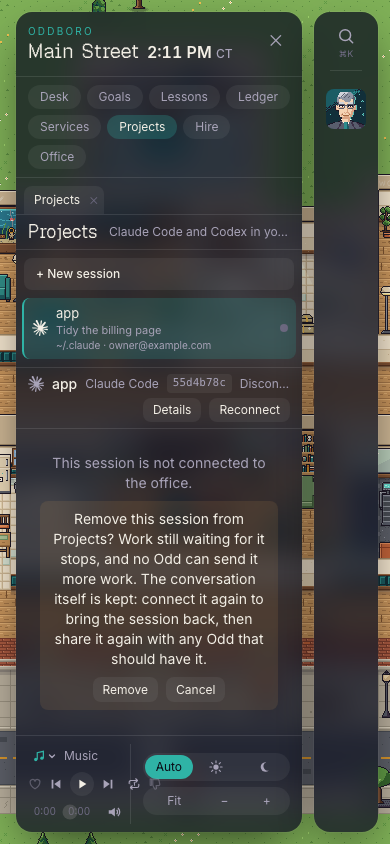 ODDBORO
Main Street 2:11 PM CT
⌘K
Desk Goals Lessons Ledger
Services Projects Hire
Office
Projects ×
Projects Claude Code and Codex in yo...
+ New session
app
Tidy the billing page
~/.claude · owner@example.com
app Claude Code 55d4b78c Discon...
Details Reconnect
This session is not connected to
the office.
Remove this session from
Projects? Work still waiting for it
stops, and no Odd can send it
more work. The conversation
itself is kept: connect it again to
bring the session back, then
share it again with any Odd that
should have it.
Remove Cancel
Music
Auto
0:00 0:00
Fit − +